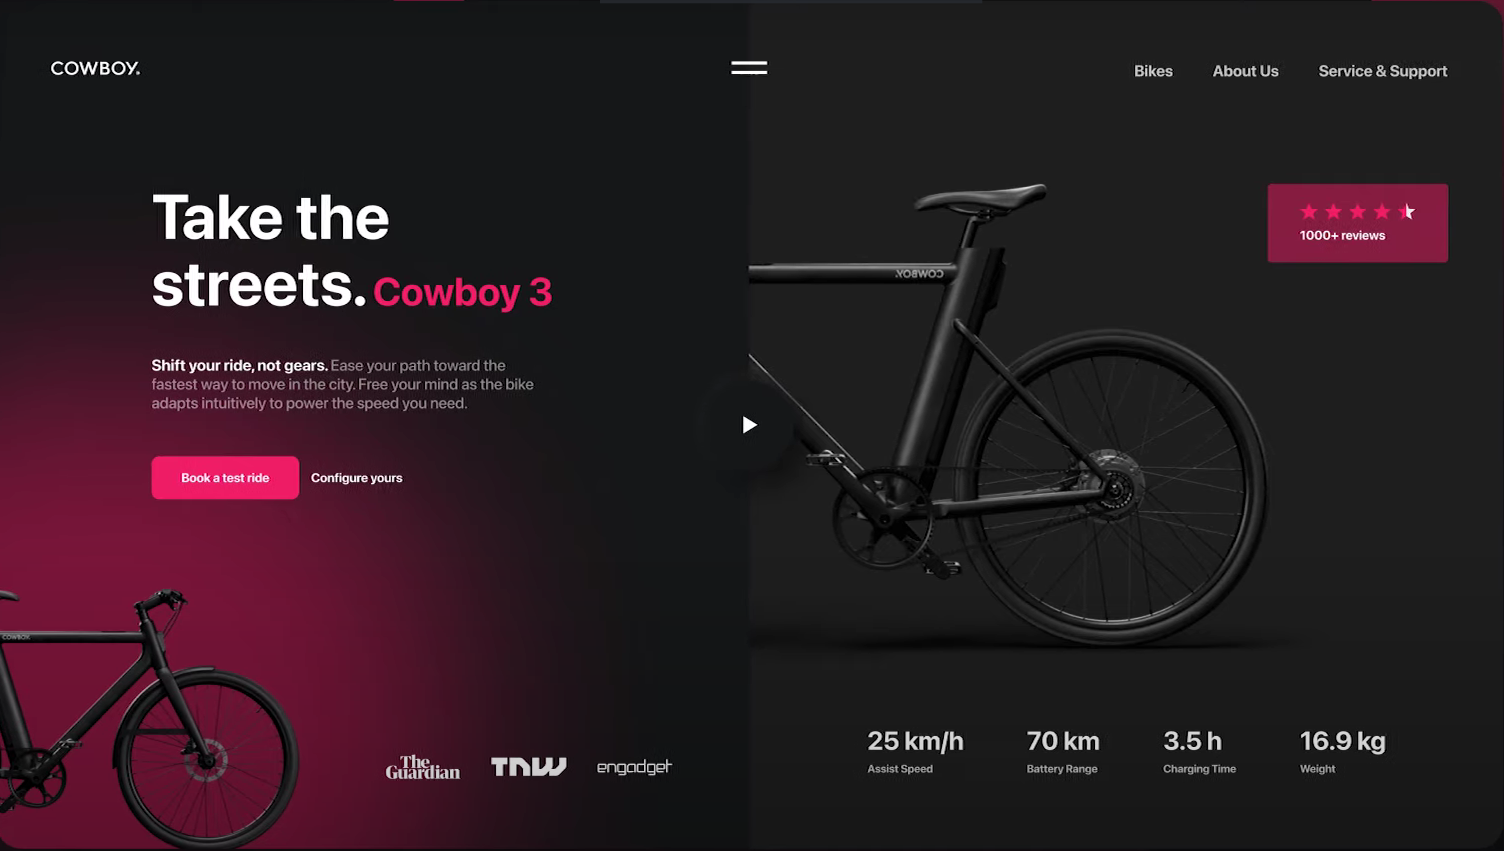 COWBOY.
Bikes About Us Service & Support
Take the
streets. Cowboy 3
Shift your ride, not gears. Ease your path toward the
fastest way to move in the city. Free your mind as the bike
adapts intuitively to power the speed you need.
Book a test ride Configure yours
COWBOY.
1000+ reviews
COWBOY.
The
Guardian
TNW
engadget
25 km/h
Assist Speed
70 km
Battery Range
3.5 h
Charging Time
16.9 kg
Weight